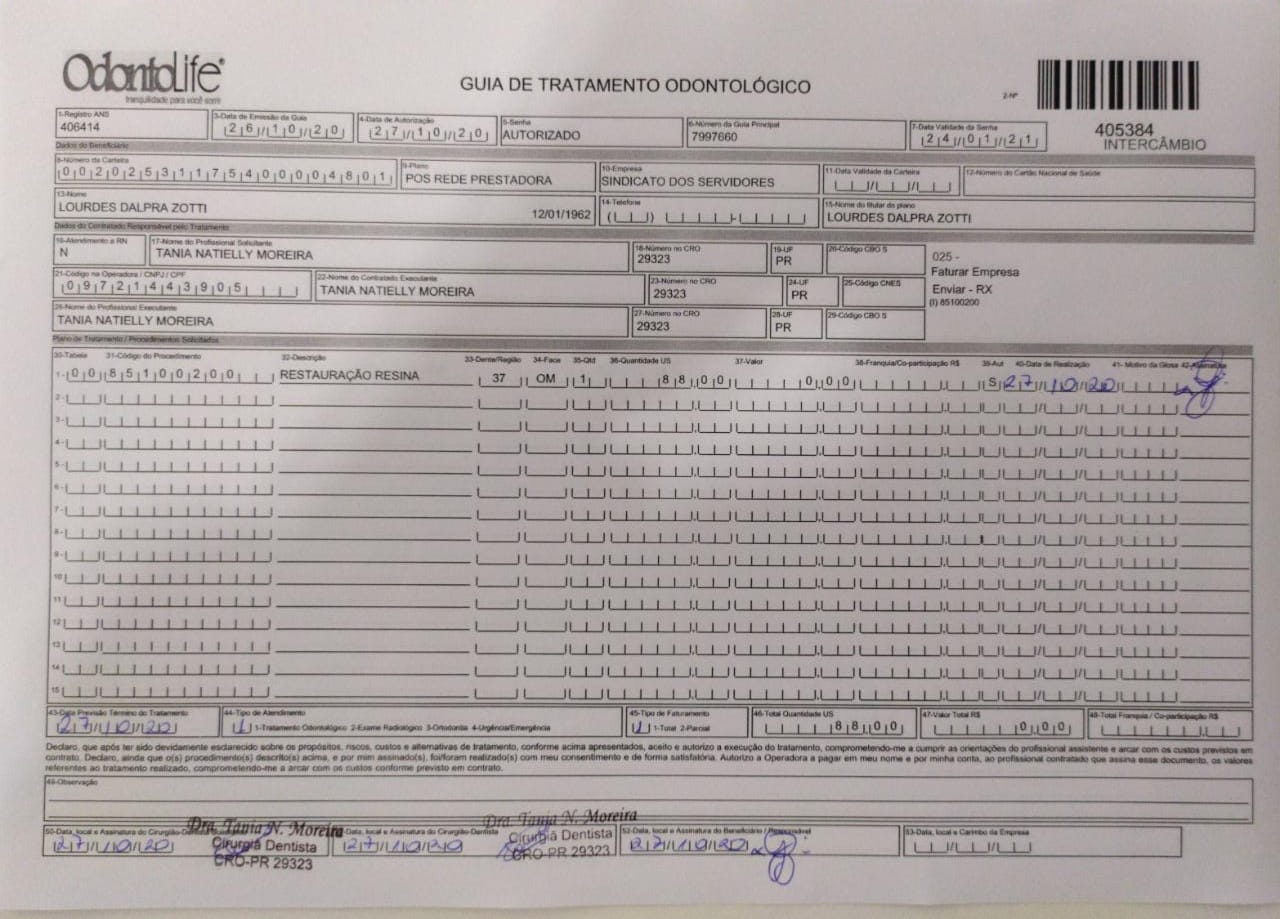 OdontoLife
tranquilidade para você sorrir
GUIA DE TRATAMENTO ODONTOLÓGICO
2-Nº
405384
INTERCÂMBIO
1-Registro ANS
406414
3-Data de Emissão da Guia
26/10/20
4-Data de Autorização
27/10/20
5-Senha
AUTORIZADO
6-Número da Guia Principal
7997660
7-Data Validade da Senha
24/01/21
Dados do Beneficiário
8-Número da Carteira
00202531175400004801
9-Plano
POS REDE PRESTADORA
10-Empresa
SINDICATO DOS SERVIDORES
11-Data Validade da Carteira
12-Número do Cartão Nacional de Saúde
13-Nome
LOURDES DALPRA ZOTTI 12/01/1962
14-Telefone
15-Nome do titular do plano
LOURDES DALPRA ZOTTI
Dados do Contratado Responsável pelo Tratamento
16-Atendimento a RN
N
17-Nome do Profissional Solicitante
TANIA NATIELLY MOREIRA
18-Número no CRO
29323
19-UF
PR
20-Código CBO S
025 -
Faturar Empresa
Enviar - RX
(I) 85100200
21-Código na Operadora / CNPJ / CPF
09721443905
22-Nome do Contratado Executante
TANIA NATIELLY MOREIRA
23-Número no CRO
29323
24-UF
PR
25-Código CNES
26-Nome do Profissional Executante
TANIA NATIELLY MOREIRA
27-Número no CRO
29323
28-UF
PR
29-Código CBO S
Plano de Tratamento / Procedimentos Solicitados
30-Tabela 31-Código do Procedimento 32-Descrição 33-Dente/Região 34-Face 35-Qtd 36-Quantidade US 37-Valor 38-Franquia/Co-participação R$ 39-Aut 40-Data de Realização 41- Motivo da Glosa 42-Assinatura
1- 00 85100200 RESTAURAÇÃO RESINA 37 OM 1 88,00 0,00 S 27/10/20
2-
3-
4-
5-
6-
7-
8-
9-
10
11
12
13
14
15
43-Data Previsão Término do Tratamento
27/10/20
44-Tipo de Atendimento
1 1-Tratamento Odontológico 2-Exame Radiológico 3-Ortodontia 4-Urgência/Emergência
45-Tipo de Faturamento
1 1-Total 2-Parcial
46-Total Quantidade US
88,00
47-Valor Total R$
0,00
48-Total Franquia / Co-participação R$
Declaro, que após ter sido devidamente esclarecido sobre os propósitos, riscos, custos e alternativas de tratamento, conforme acima apresentados, aceito e autorizo a execução do tratamento, comprometendo-me a cumprir as orientações do profissional assistente e arcar com os custos previstos em
contrato. Declaro, ainda que o(s) procedimento(s) descrito(s) acima, e por mim assinado(s), foi/foram realizado(s) com meu consentimento e de forma satisfatória. Autorizo a Operadora a pagar em meu nome e por minha conta, ao profissional contratado que assina esse documento, os valores
referentes ao tratamento realizado, comprometendo-me a arcar com os custos conforme previsto em contrato.
49-Observação
50-Data, local e Assinatura do Cirurgião-Dentista
27/10/20
Dra. Tania N. Moreira
Cirurgiã Dentista
CRO-PR 29323
Data, local e Assinatura do Cirurgião-Dentista
27/10/20
Dra. Tania N. Moreira
Cirurgiã Dentista
CRO-PR 29323
52-Data, local e Assinatura do Beneficiário / Responsável
27/10/20
53-Data, local e Carimbo da Empresa